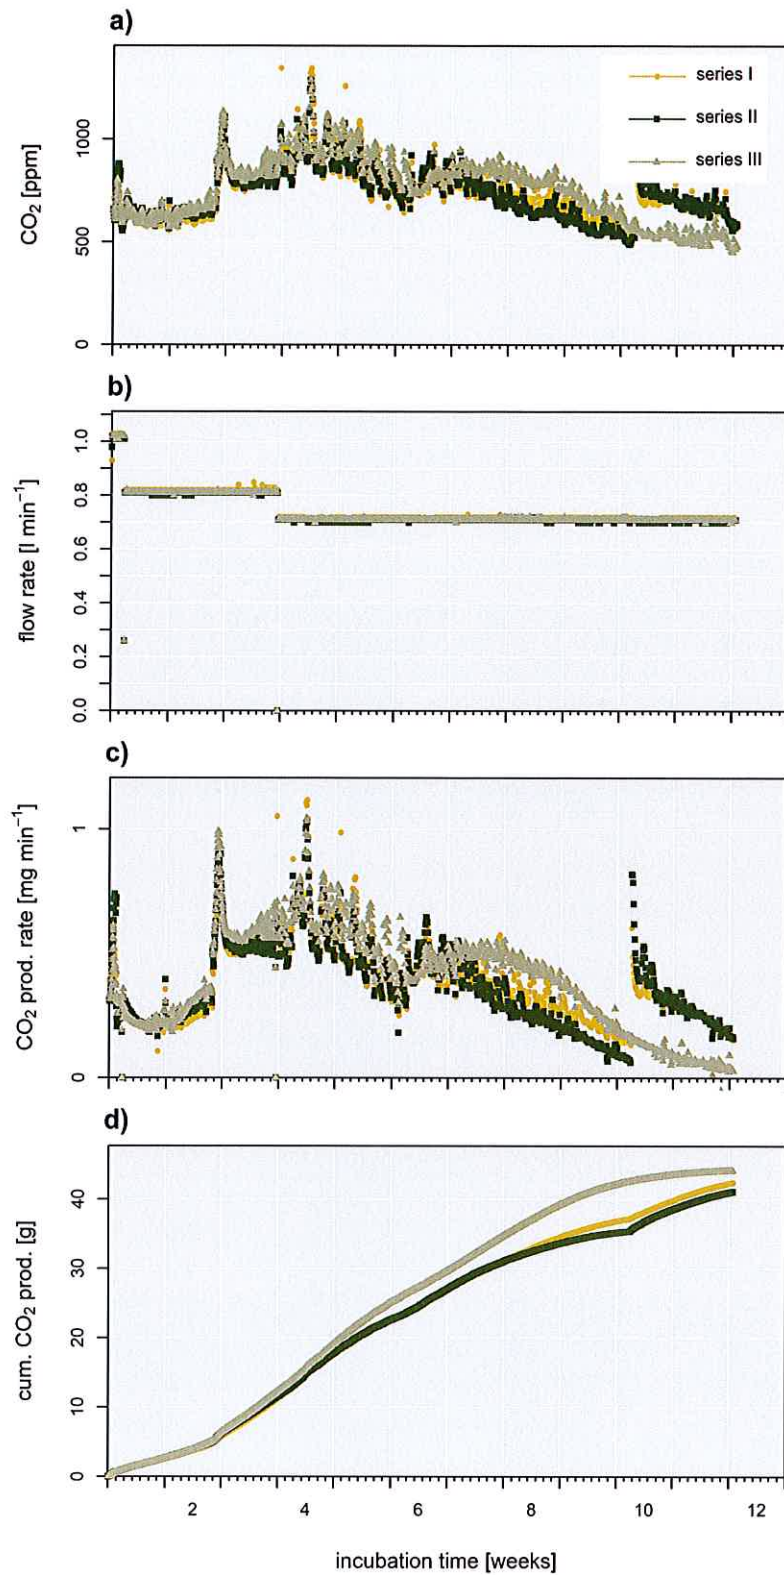 a)
CO2 [ppm]
1000
500
0
series I
series II
series III
b)
flow rate [l min−1]
1.0
0.8
0.6
0.4
0.2
0.0
c)
CO2 prod. rate [mg min−1]
1
0
d)
cum. CO2 prod. [g]
40
30
20
10
0
2 4 6 8 10 12
incubation time [weeks]